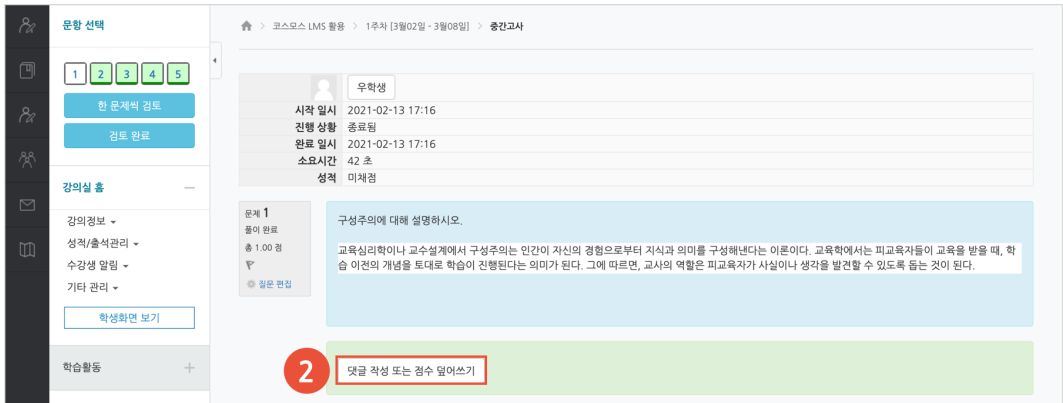 문항 선택
1 2 3 4 5
한 문제씩 검토
검토 완료
강의실 홈
강의정보
성적/출석관리
수강생 알림
기타 관리
학생화면 보기
학습활동
코스모스 LMS 활용 > 1주차 [3월02일 - 3월08일] > 중간고사
우학생
시작 일시 2021-02-13 17:16
진행 상황 종료됨
완료 일시 2021-02-13 17:16
소요시간 42 초
성적 미채점
문제 1
풀이 완료
총 1.00 점
질문 편집
구성주의에 대해 설명하시오.
교육심리학이나 교수설계에서 구성주의는 인간이 자신의 경험으로부터 지식과 의미를 구성해낸다는 이론이다. 교육학에서는 피교육자들이 교육을 받을 때, 학
습 이전의 개념을 토대로 학습이 진행된다는 의미가 된다. 그에 따르면, 교사의 역할은 피교육자가 사실이나 생각을 발견할 수 있도록 돕는 것이 된다.
2 댓글 작성 또는 점수 덮어쓰기